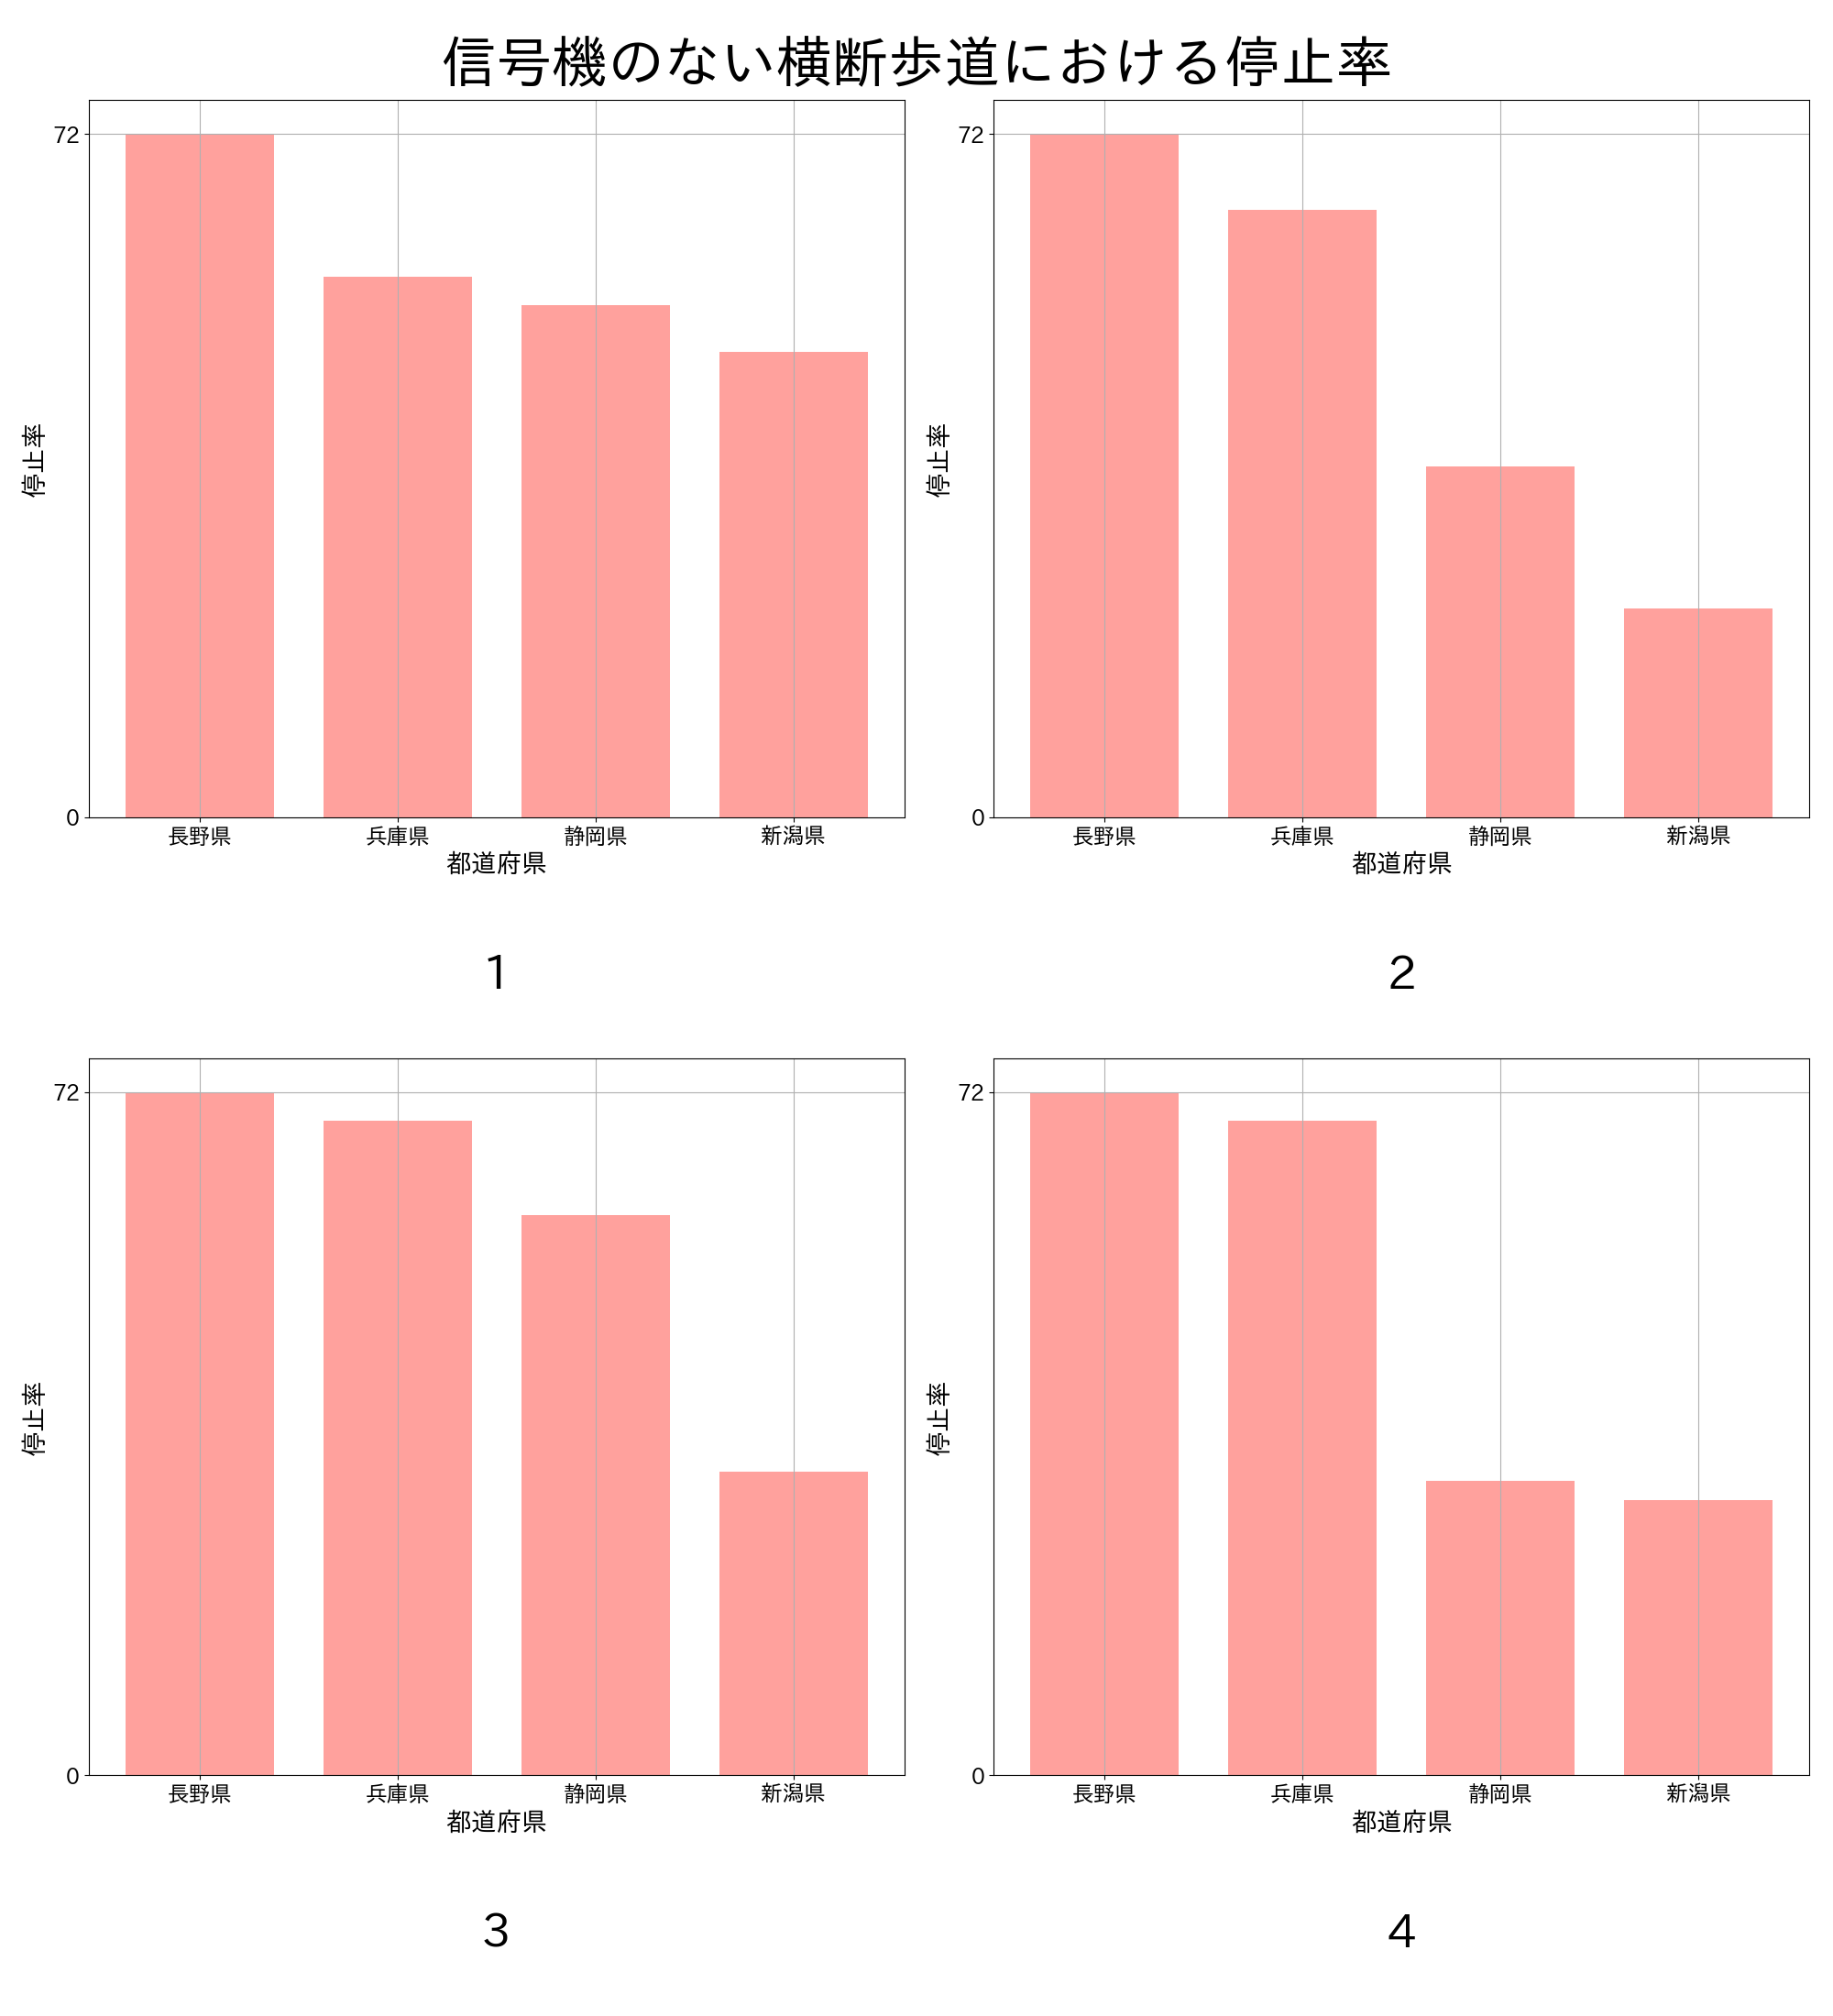 信号機のない横断歩道における停止率
72
0
停止率
長野県 兵庫県 静岡県 新潟県
都道府県
1
72
0
停止率
長野県 兵庫県 静岡県 新潟県
都道府県
2
72
0
停止率
長野県 兵庫県 静岡県 新潟県
都道府県
3
72
0
停止率
長野県 兵庫県 静岡県 新潟県
都道府県
4